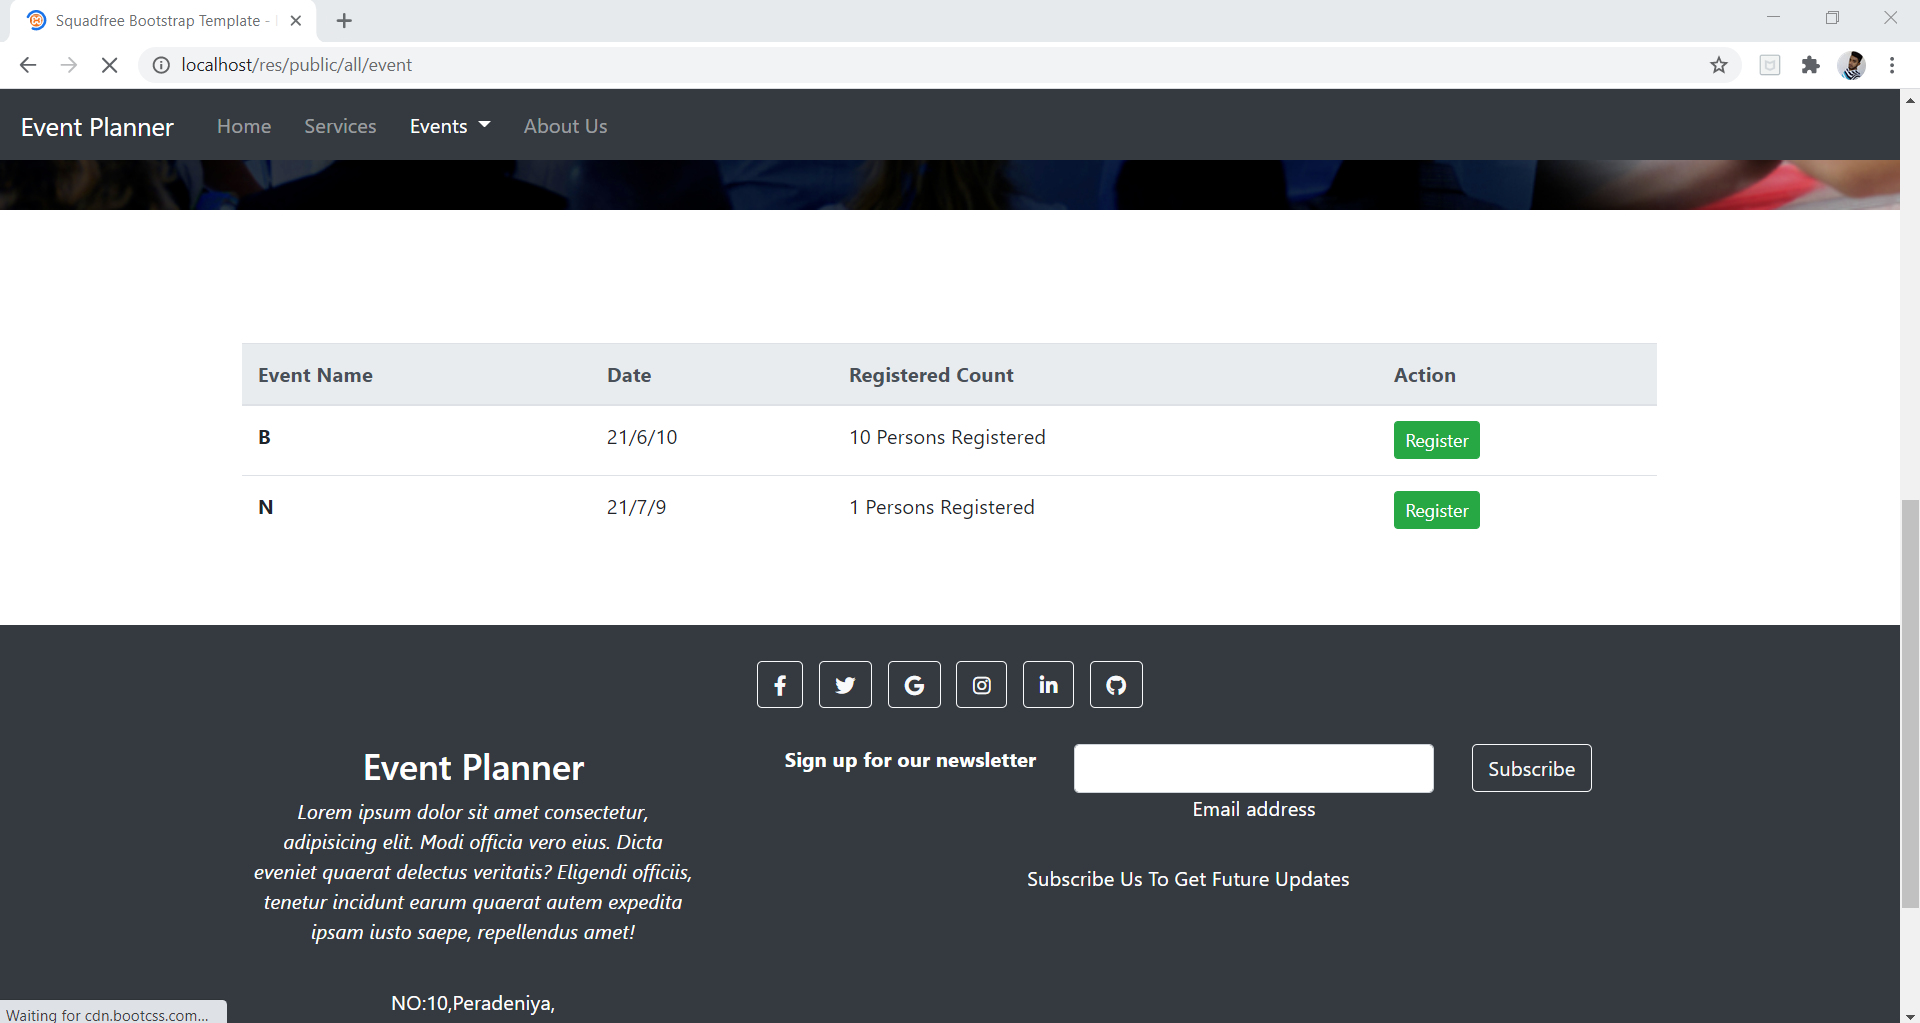 Squadfree Bootstrap Template -
localhost/res/public/all/event
Event Planner Home Services Events About Us
Event Name Date Registered Count Action
B 21/6/10 10 Persons Registered Register
N 21/7/9 1 Persons Registered Register
Event Planner
Lorem ipsum dolor sit amet consectetur,
adipisicing elit. Modi officia vero eius. Dicta
eveniet quaerat delectus veritatis? Eligendi officiis,
tenetur incidunt earum quaerat autem expedita
ipsam iusto saepe, repellendus amet!
NO:10,Peradeniya,
Sign up for our newsletter
Email address
Subscribe
Subscribe Us To Get Future Updates
Waiting for cdn.bootcss.com...